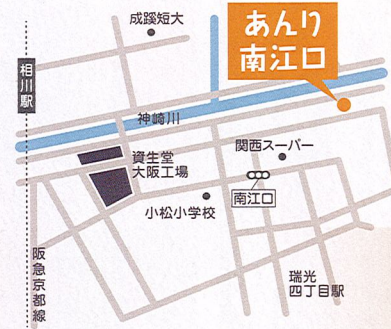 成蹊短大
あんり
南江口
相川駅
神崎川
資生堂
大阪工場
関西スーパー
南江口
小松小学校
阪急京都線
瑞光
四丁目駅